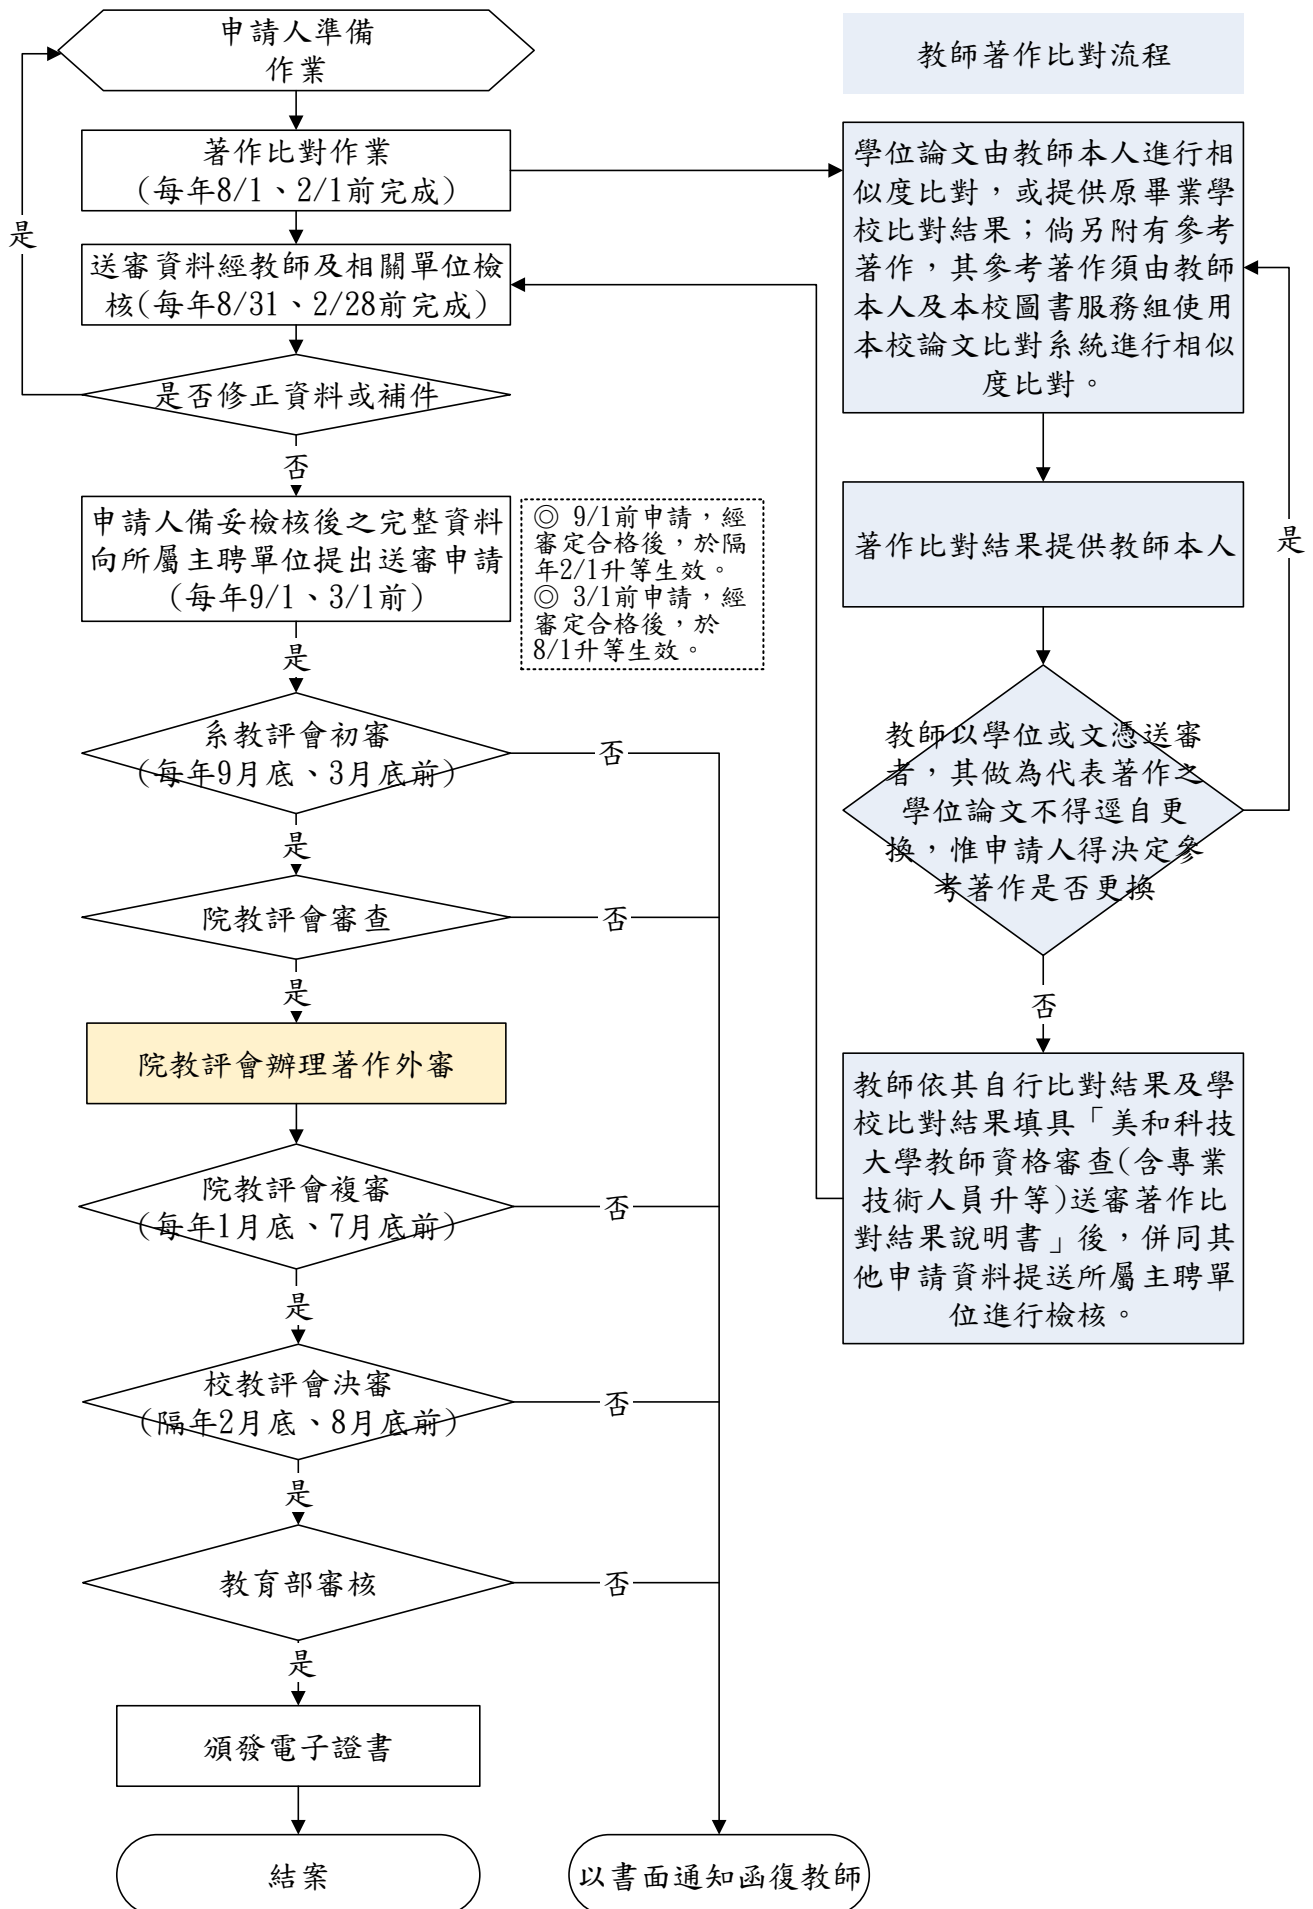 申請人準備
作業
著作比對作業
(每年8/1、2/1前完成)
送審資料經教師及相關單位檢
核(每年8/31、2/28前完成)
是
是否修正資料或補件
否
申請人備妥檢核後之完整資料
向所屬主聘單位提出送審申請
(每年9/1、3/1前)
◎ 9/1前申請，經
審定合格後，於隔
年2/1升等生效。
◎ 3/1前申請，經
審定合格後，於
8/1升等生效。
是
系教評會初審
(每年9月底、3月底前)
否
是
院教評會審查
否
是
院教評會辦理著作外審
院教評會複審
(每年1月底、7月底前)
否
是
校教評會決審
(隔年2月底、8月底前)
否
是
教育部審核
否
是
頒發電子證書
結案
以書面通知函復教師
教師著作比對流程
學位論文由教師本人進行相
似度比對，或提供原畢業學
校比對結果；倘另附有參考
著作，其參考著作須由教師
本人及本校圖書服務組使用
本校論文比對系統進行相似
度比對。
著作比對結果提供教師本人
是
教師以學位或文憑送審
者，其做為代表著作之
學位論文不得逕自更
換，惟申請人得決定參
考著作是否更換
否
教師依其自行比對結果及學
校比對結果填具「美和科技
大學教師資格審查(含專業
技術人員升等)送審著作比
對結果說明書」後，併同其
他申請資料提送所屬主聘單
位進行檢核。